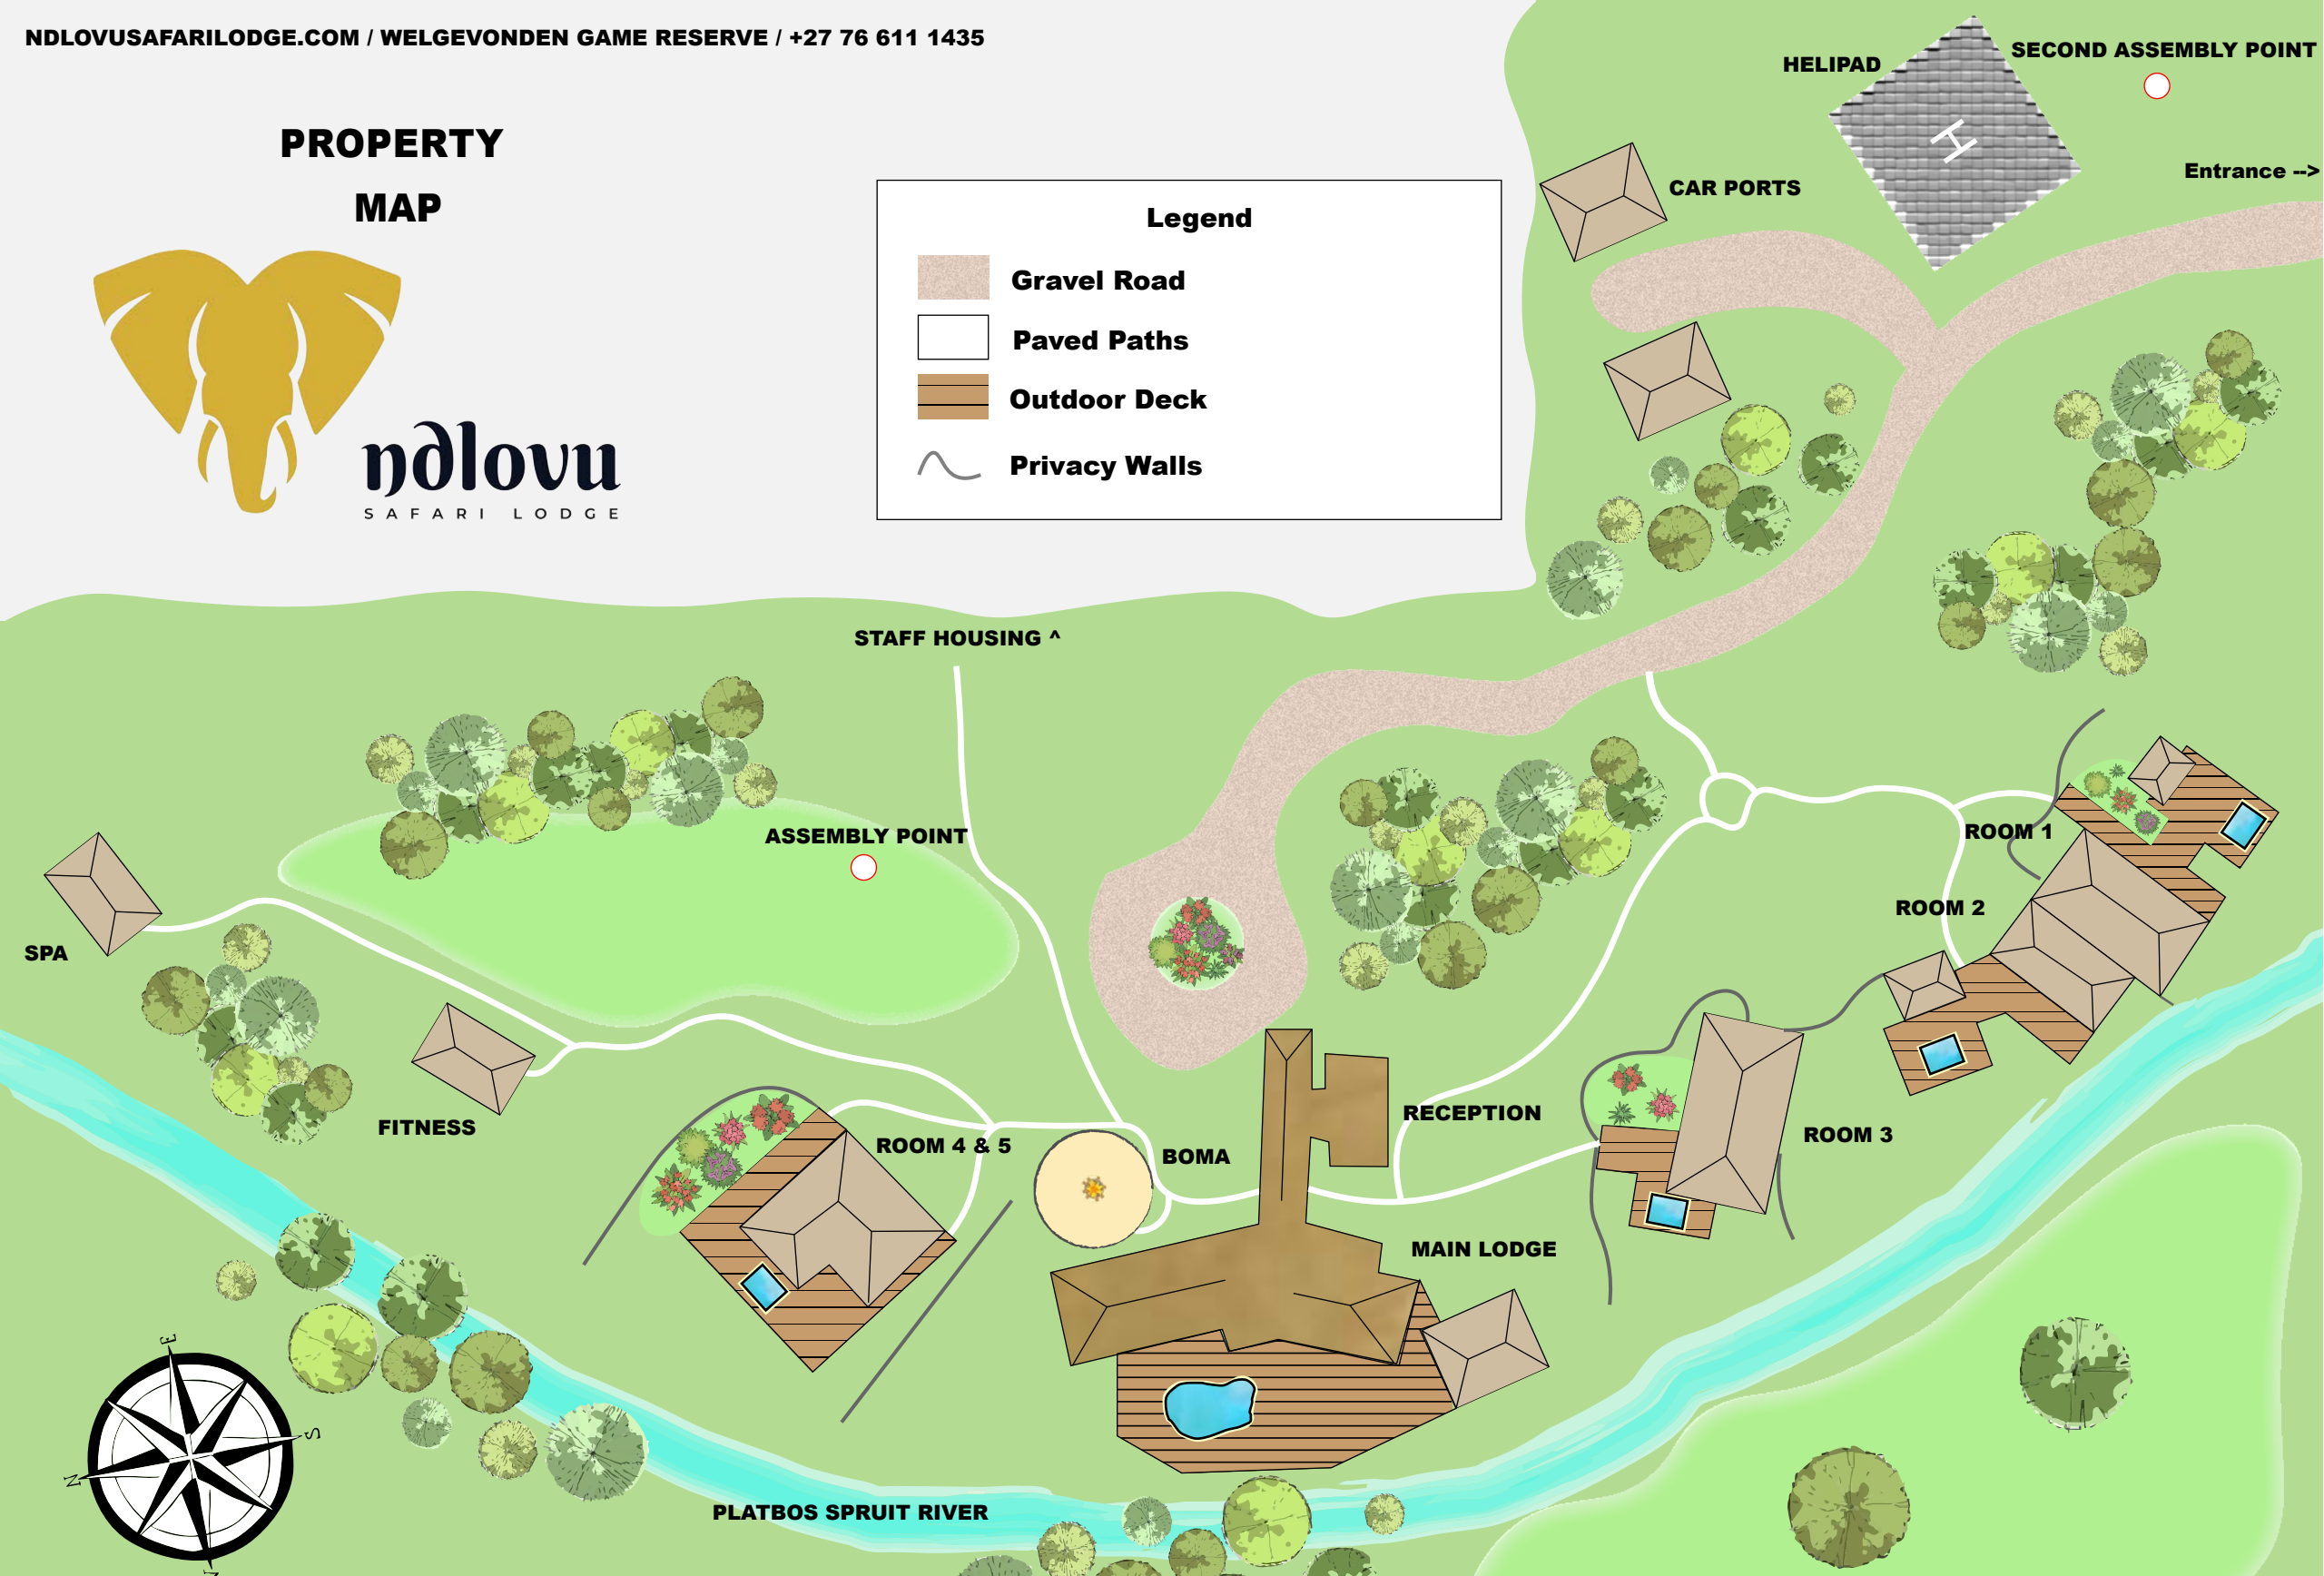 NDLOVUSAFARILODGE.COM / WELGEVONDEN GAME RESERVE / +27 76 611 1435
PROPERTY
MAP
ndlovu
SAFARI LODGE
Legend
Gravel Road
Paved Paths
Outdoor Deck
Privacy Walls
HELIPAD
H
SECOND ASSEMBLY POINT
Entrance -->
CAR PORTS
STAFF HOUSING ^
ASSEMBLY POINT
SPA
FITNESS
ROOM 1
ROOM 2
ROOM 3
ROOM 4 & 5
BOMA
RECEPTION
MAIN LODGE
PLATBOS SPRUIT RIVER
E
S
N